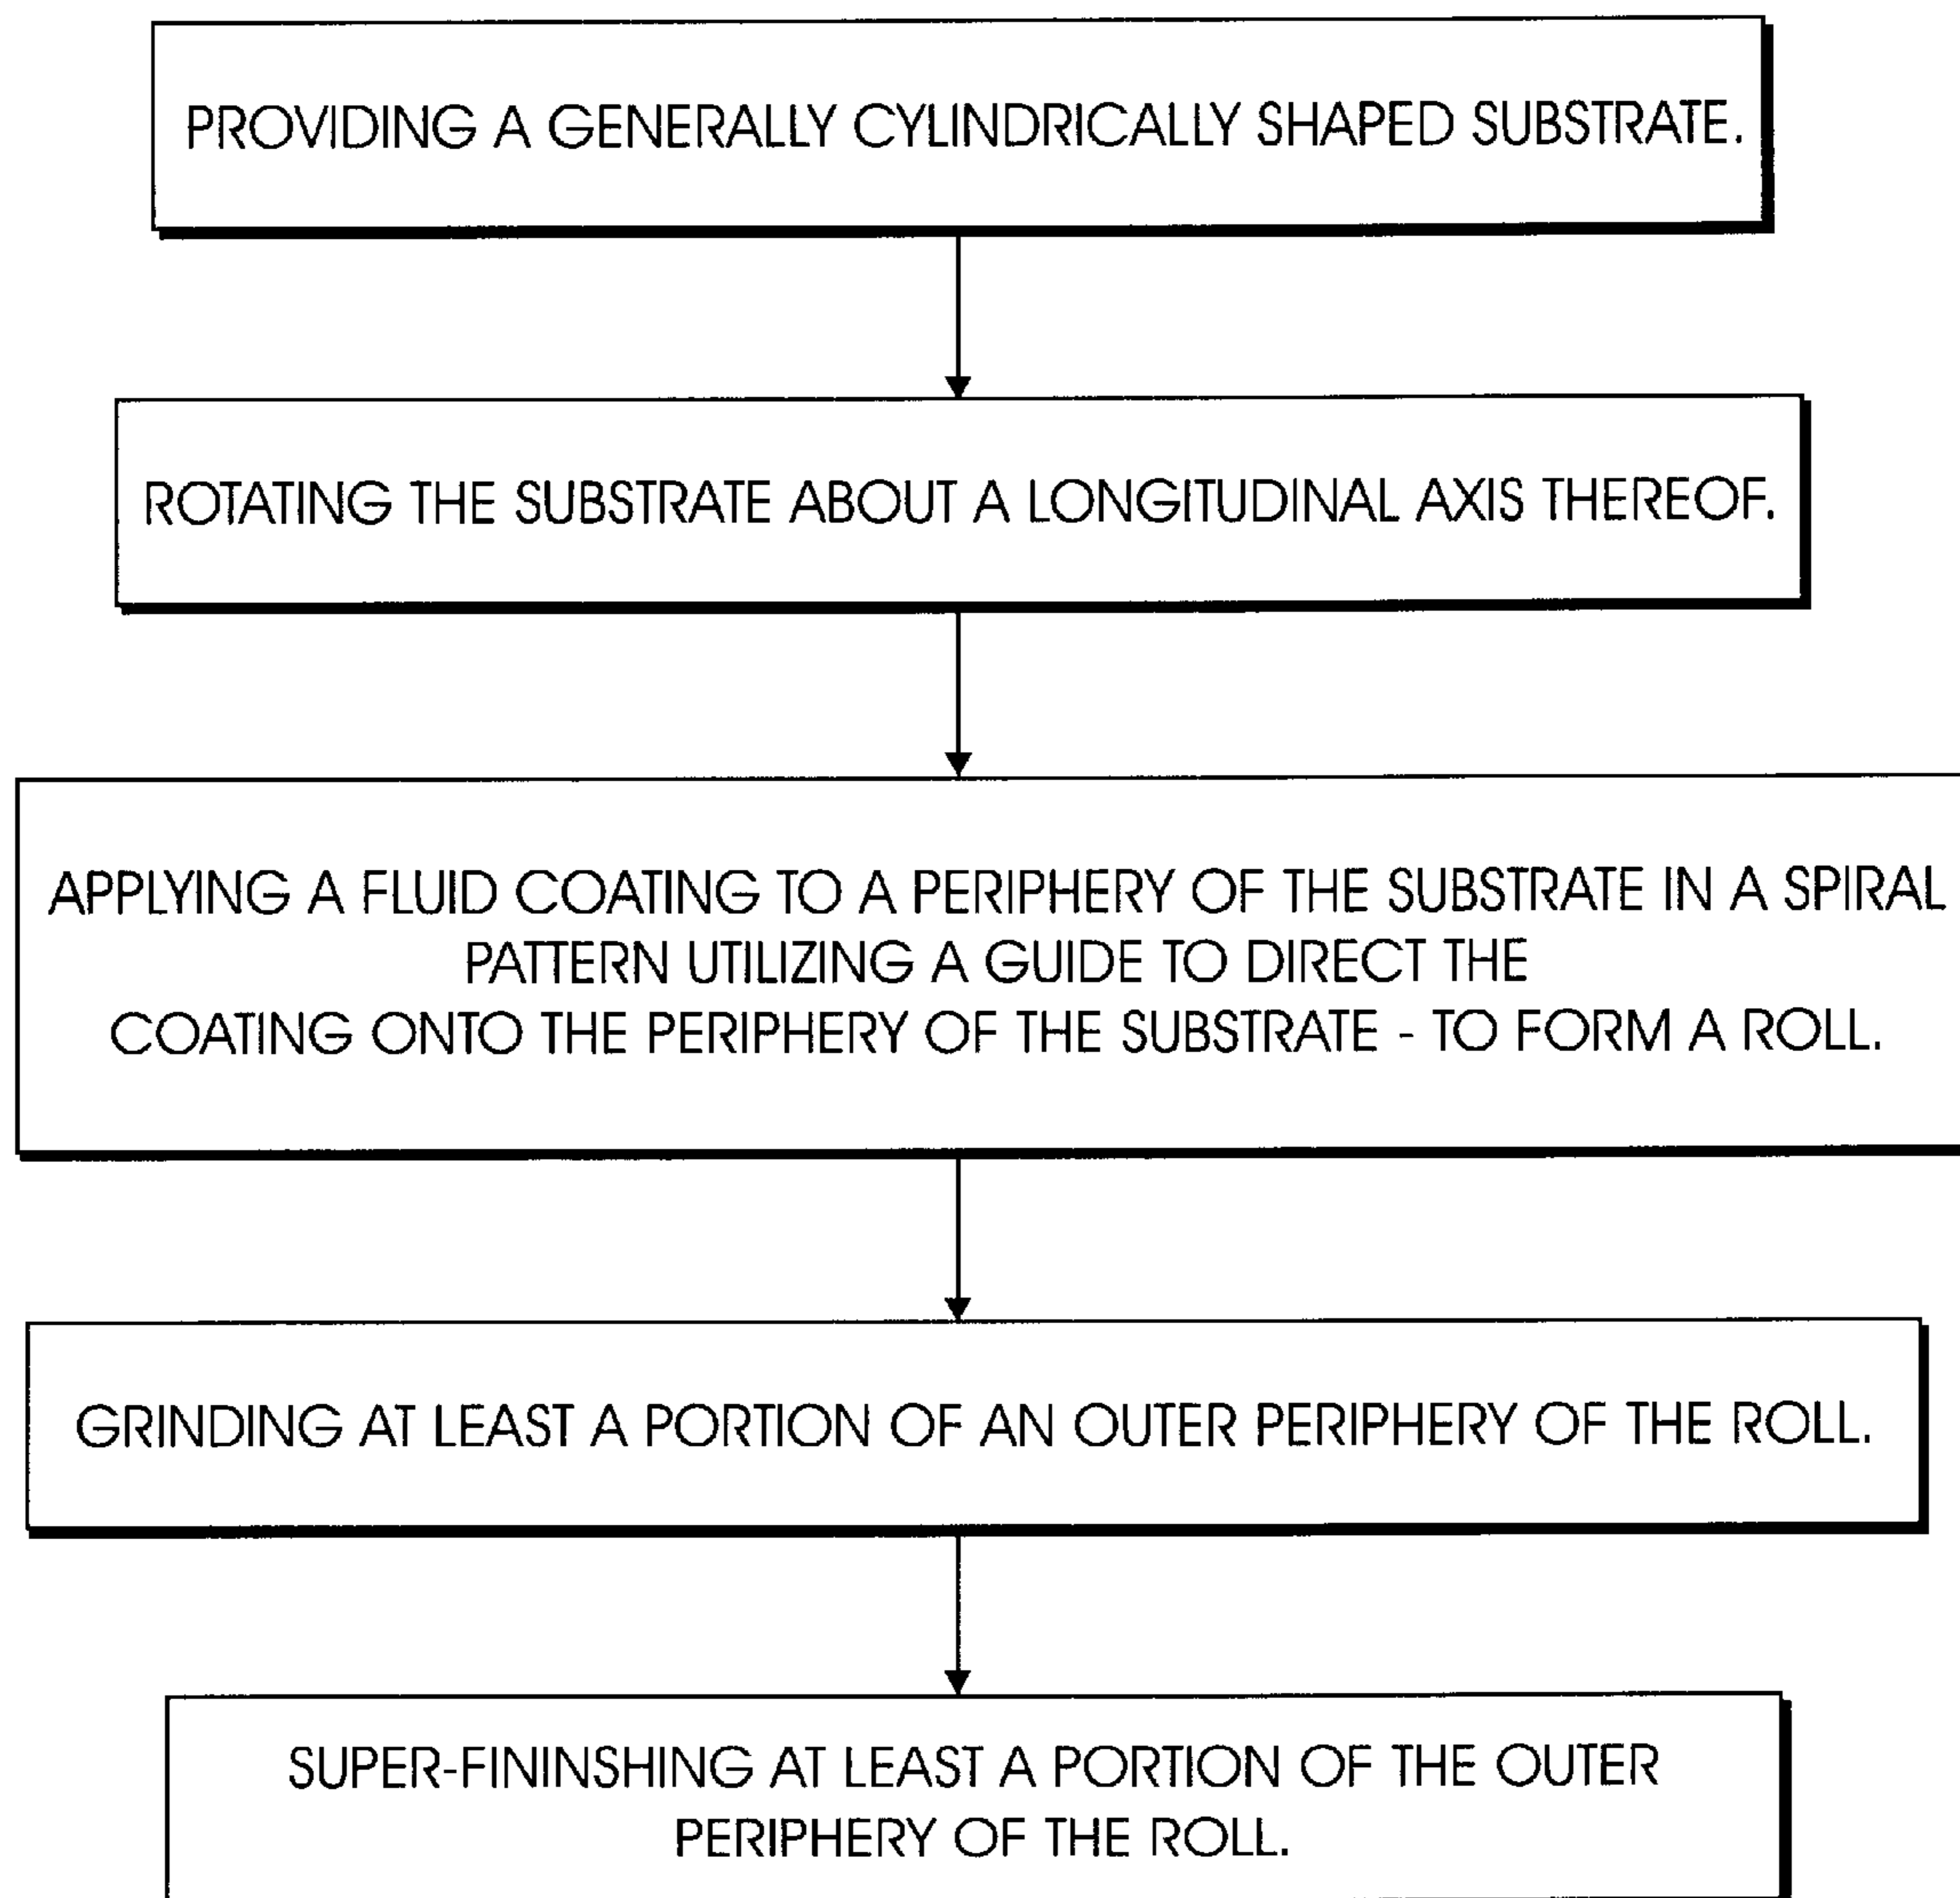 PROVIDING A GENERALLY CYLINDRICALLY SHAPED SUBSTRATE.
ROTATING THE SUBSTRATE ABOUT A LONGITUDINAL AXIS THEREOF.
APPLYING A FLUID COATING TO A PERIPHERY OF THE SUBSTRATE IN A SPIRAL
PATTERN UTILIZING A GUIDE TO DIRECT THE
COATING ONTO THE PERIPHERY OF THE SUBSTRATE - TO FORM A ROLL.
GRINDING AT LEAST A PORTION OF AN OUTER PERIPHERY OF THE ROLL.
SUPER-FININSHING AT LEAST A PORTION OF THE OUTER
PERIPHERY OF THE ROLL.